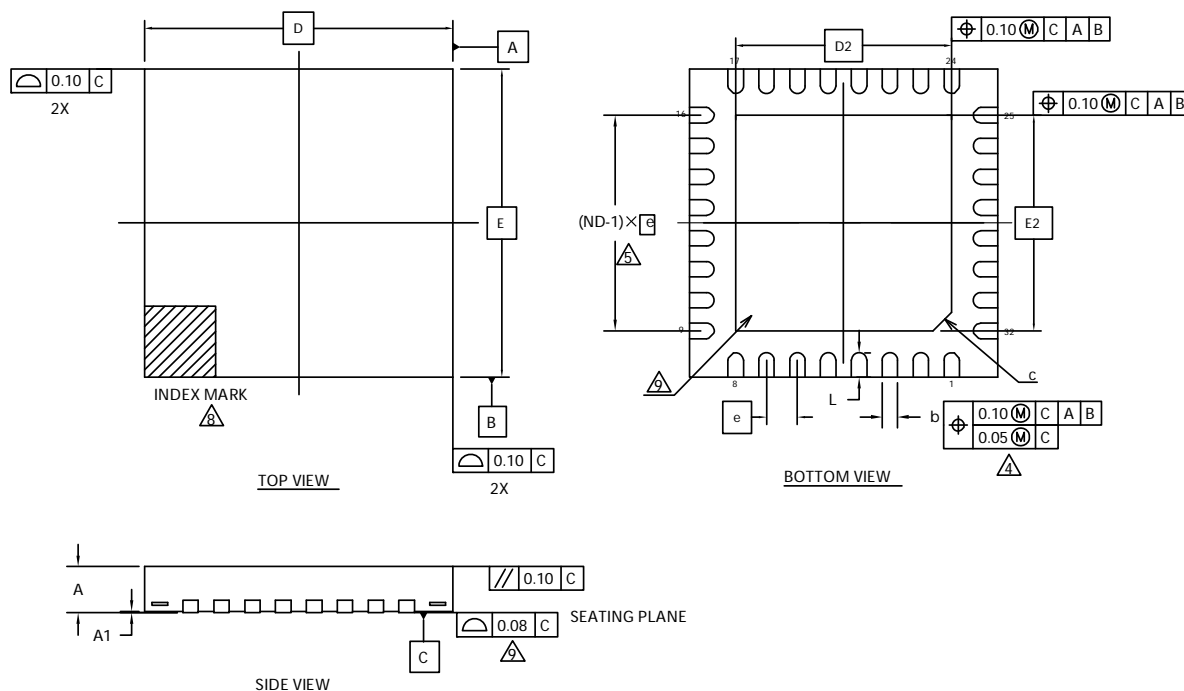 D
A
⌓ 0.10 C
2X
E
INDEX MARK
8
B
⌓ 0.10 C
2X
TOP VIEW
⌖ 0.10 Ⓜ C A B
D2
17
24
⌖ 0.10 Ⓜ C A B
16
25
(ND-1)× e
5
E2
9
32
9
8
1
c
e
L
b
⌖ 0.10 Ⓜ C A B
0.05 Ⓜ C
4
BOTTOM VIEW
A
// 0.10 C
A1
⌓ 0.08 C
SEATING PLANE
9
C
SIDE VIEW